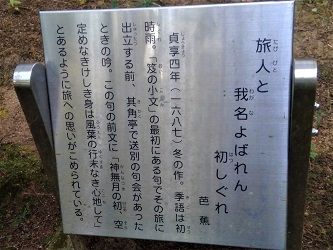 旅人と
我名よばれん
初しぐれ
芭蕉
貞享四年（一六八七）冬の作。季語は初
時雨。「笈の小文」の最初にある句でその旅に
出立する前、其角亭で送別の句会があった
ときの吟。この句の前文に「神無月の初、空
定めなきけしき身は風葉の行末なき心地して」
とあるように旅への思いがこめられている。